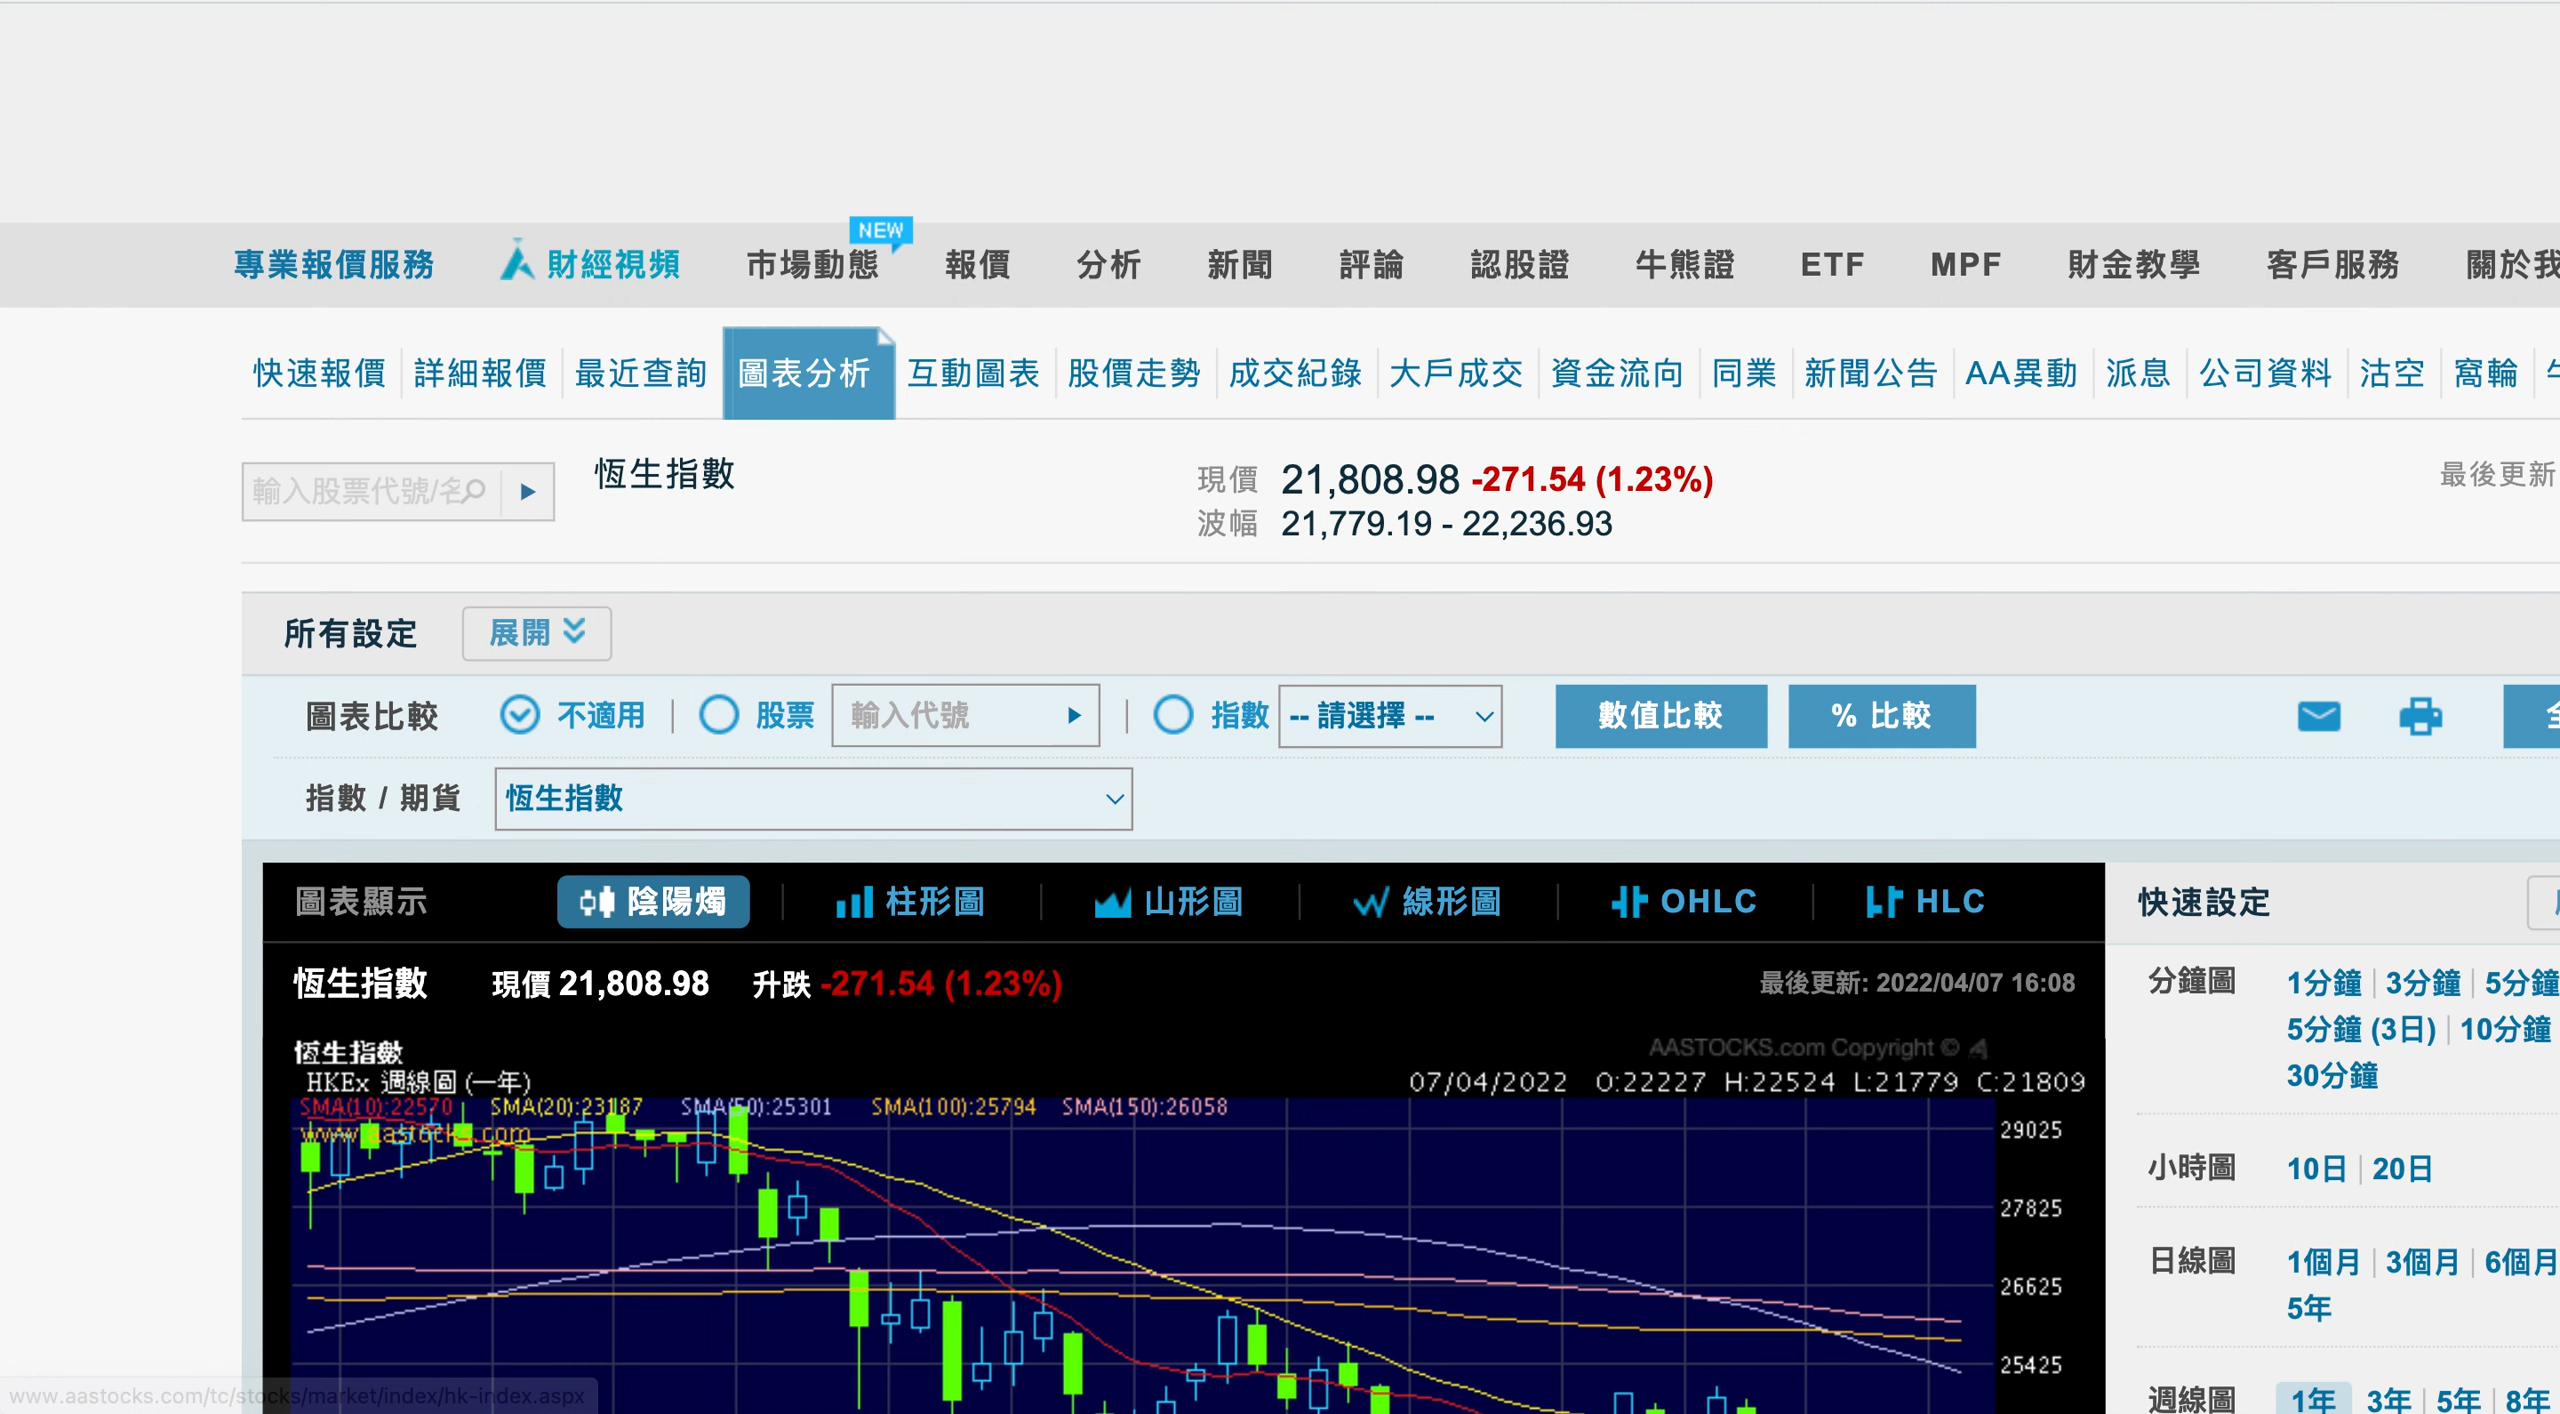 NEW
專業報價服務 財經視頻 市場動態 報價 分析 新聞 評論 認股證 牛熊證 ETF MPF 財金教學 客戶服務 關於我
快速報價 詳細報價 最近查詢 圖表分析 互動圖表 股價走勢 成交紀錄 大戶成交 資金流向 同業 新聞公告 AA異動 派息 公司資料 沽空 窩輪
輸入股票代號/名 恆生指數 現價 21,808.98 -271.54 (1.23%) 最後更新
波幅 21,779.19 - 22,236.93
所有設定 展開
圖表比較 不適用 | 股票 輸入代號 | 指數 -- 請選擇 -- 數值比較 % 比較 全
指數 / 期貨 恆生指數
圖表顯示 陰陽燭 柱形圖 山形圖 線形圖 OHLC HLC 快速設定
恆生指數 現價 21,808.98 升跌 -271.54 (1.23%) 最後更新: 2022/04/07 16:08
恆生指數 AASTOCKS.com Copyright ©
HKEx 週線圖 (一年) 07/04/2022 O:22227 H:22524 L:21779 C:21809
SMA(10):22570 SMA(20):23187 SMA(50):25301 SMA(100):25794 SMA(150):26058
www.aastocks.com
29025
27825
26625
25425
分鐘圖 1分鐘 | 3分鐘 | 5分鐘
5分鐘 (3日) | 10分鐘
30分鐘
小時圖 10日 | 20日
日線圖 1個月 | 3個月 | 6個月
5年
週線圖 1年 3年 | 5年 | 8年
www.aastocks.com/tc/stocks/market/index/hk-index.aspx